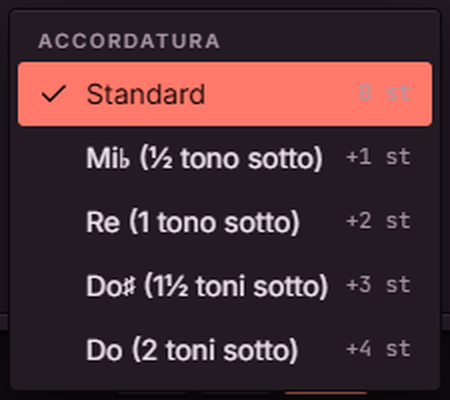 ACCORDATURA
✓ Standard 0 st
Mi♭ (½ tono sotto) +1 st
Re (1 tono sotto) +2 st
Do♯ (1½ toni sotto) +3 st
Do (2 toni sotto) +4 st